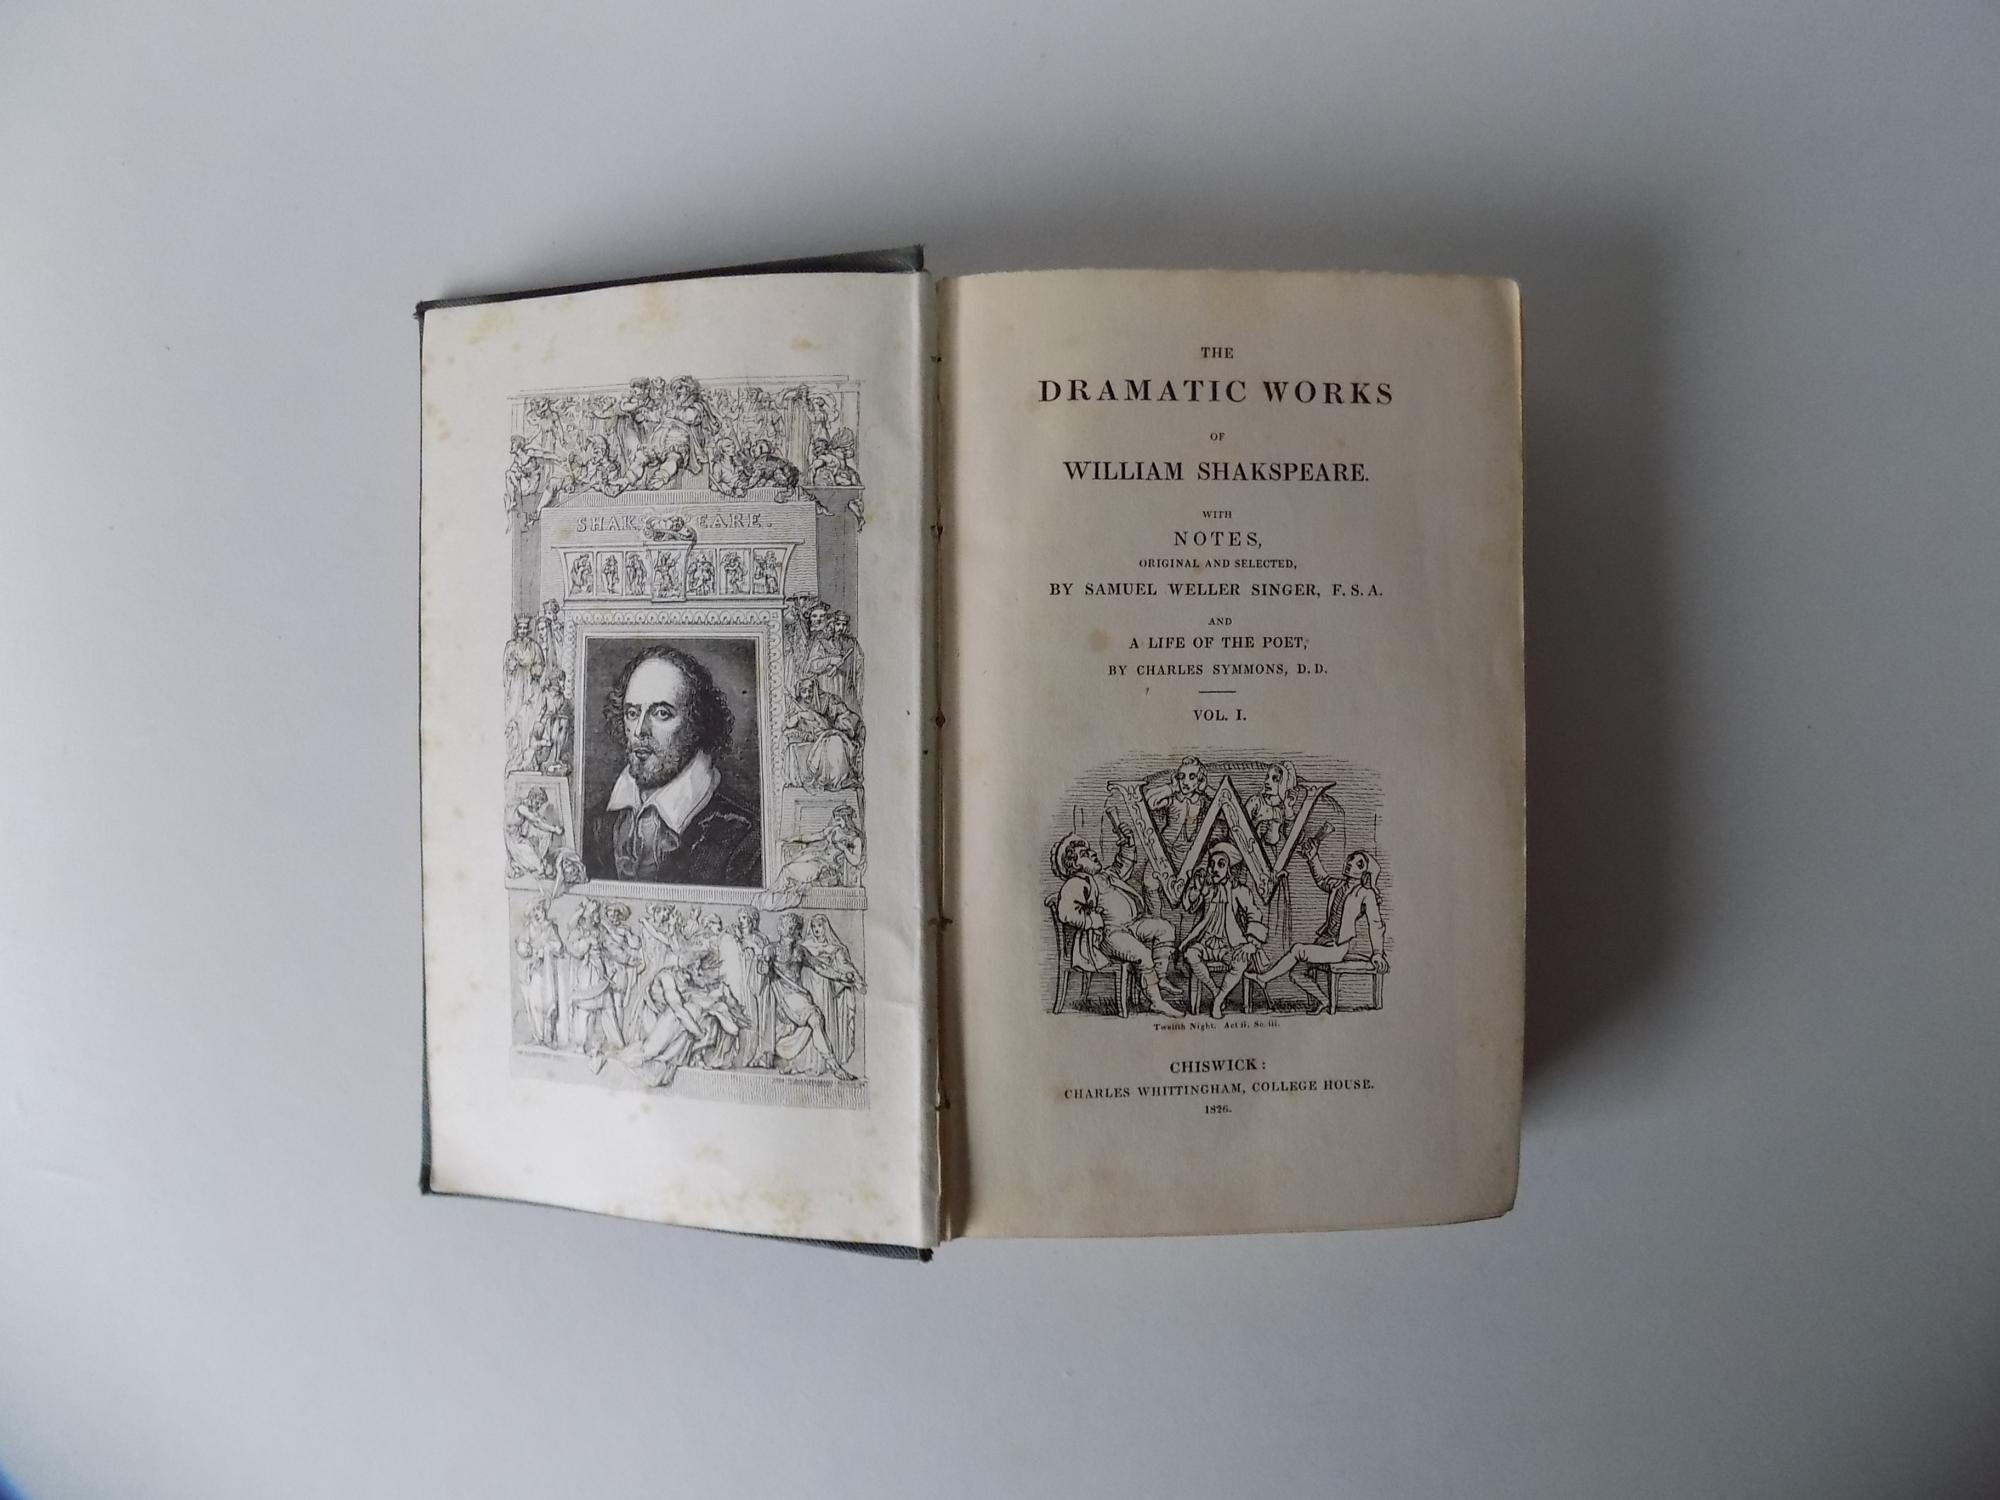 SHAKSPEARE.
THE
DRAMATIC WORKS
OF
WILLIAM SHAKSPEARE.
WITH
NOTES,
ORIGINAL AND SELECTED,
BY SAMUEL WELLER SINGER, F. S. A.
AND
A LIFE OF THE POET,
BY CHARLES SYMMONS, D. D.
VOL. I.
W
Twelfth Night. Act ii. Sc. iii.
CHISWICK:
CHARLES WHITTINGHAM, COLLEGE HOUSE.
1826.